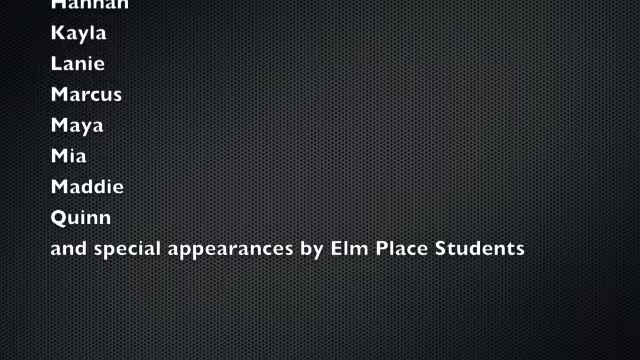 Hannah
Kayla
Lanie
Marcus
Maya
Mia
Maddie
Quinn
and special appearances by Elm Place Students